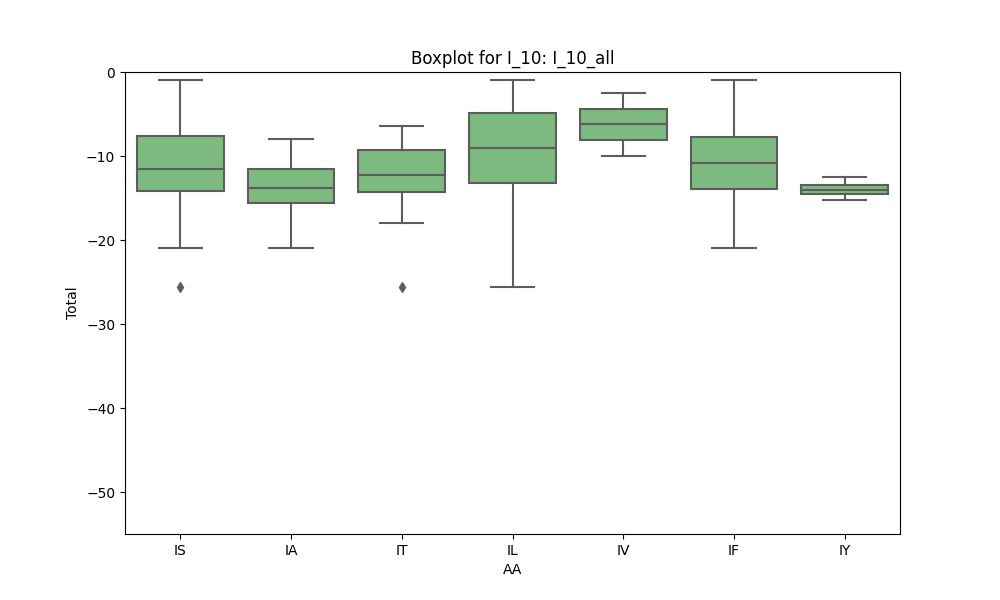 Boxplot for I_10: I_10_all
0
−10
−20
−30
−40
−50
Total
IS IA IT IL IV IF IY
AA